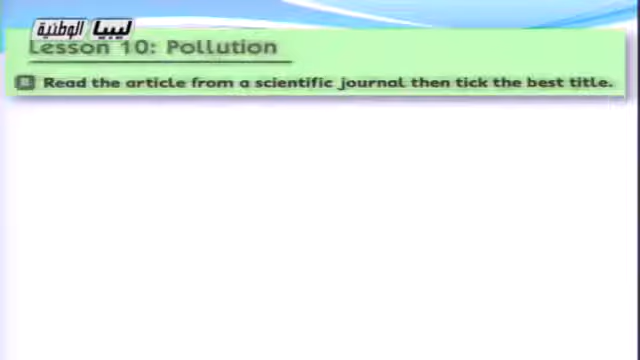 ليبيا الوطنية
Lesson 10: Pollution
Read the article from a scientific journal then tick the best title.